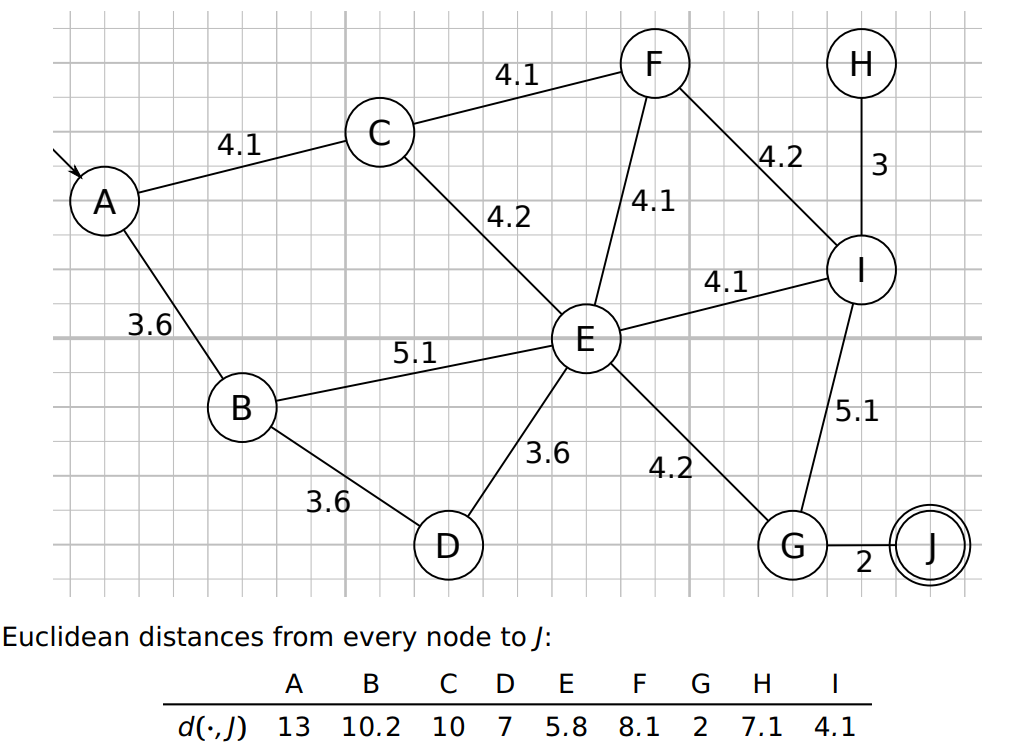 F
H
4.1
C
4.1
4.2
3
A
4.2
4.1
I
4.1
3.6
E
5.1
B
5.1
3.6
4.2
3.6
D
G
J
2
Euclidean distances from every node to J:
A B C D E F G H I
d(·,J) 13 10.2 10 7 5.8 8.1 2 7.1 4.1